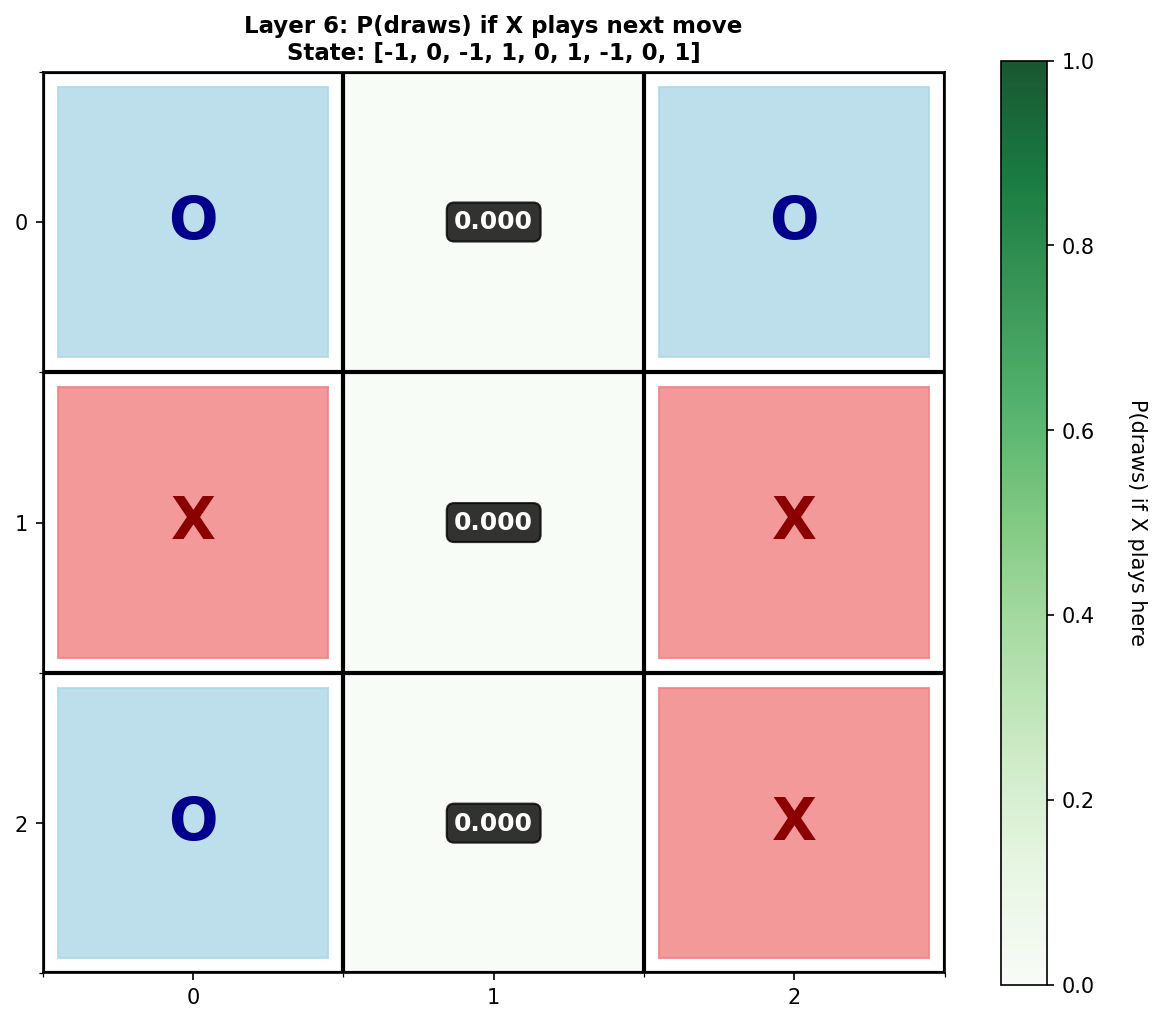 Layer 6: P(draws) if X plays next move
State: [-1, 0, -1, 1, 0, 1, -1, 0, 1]
O
0.000
O
X
0.000
X
O
0.000
X
0
1
2
0
1
2
1.0
0.8
0.6
0.4
0.2
0.0
P(draws) if X plays here